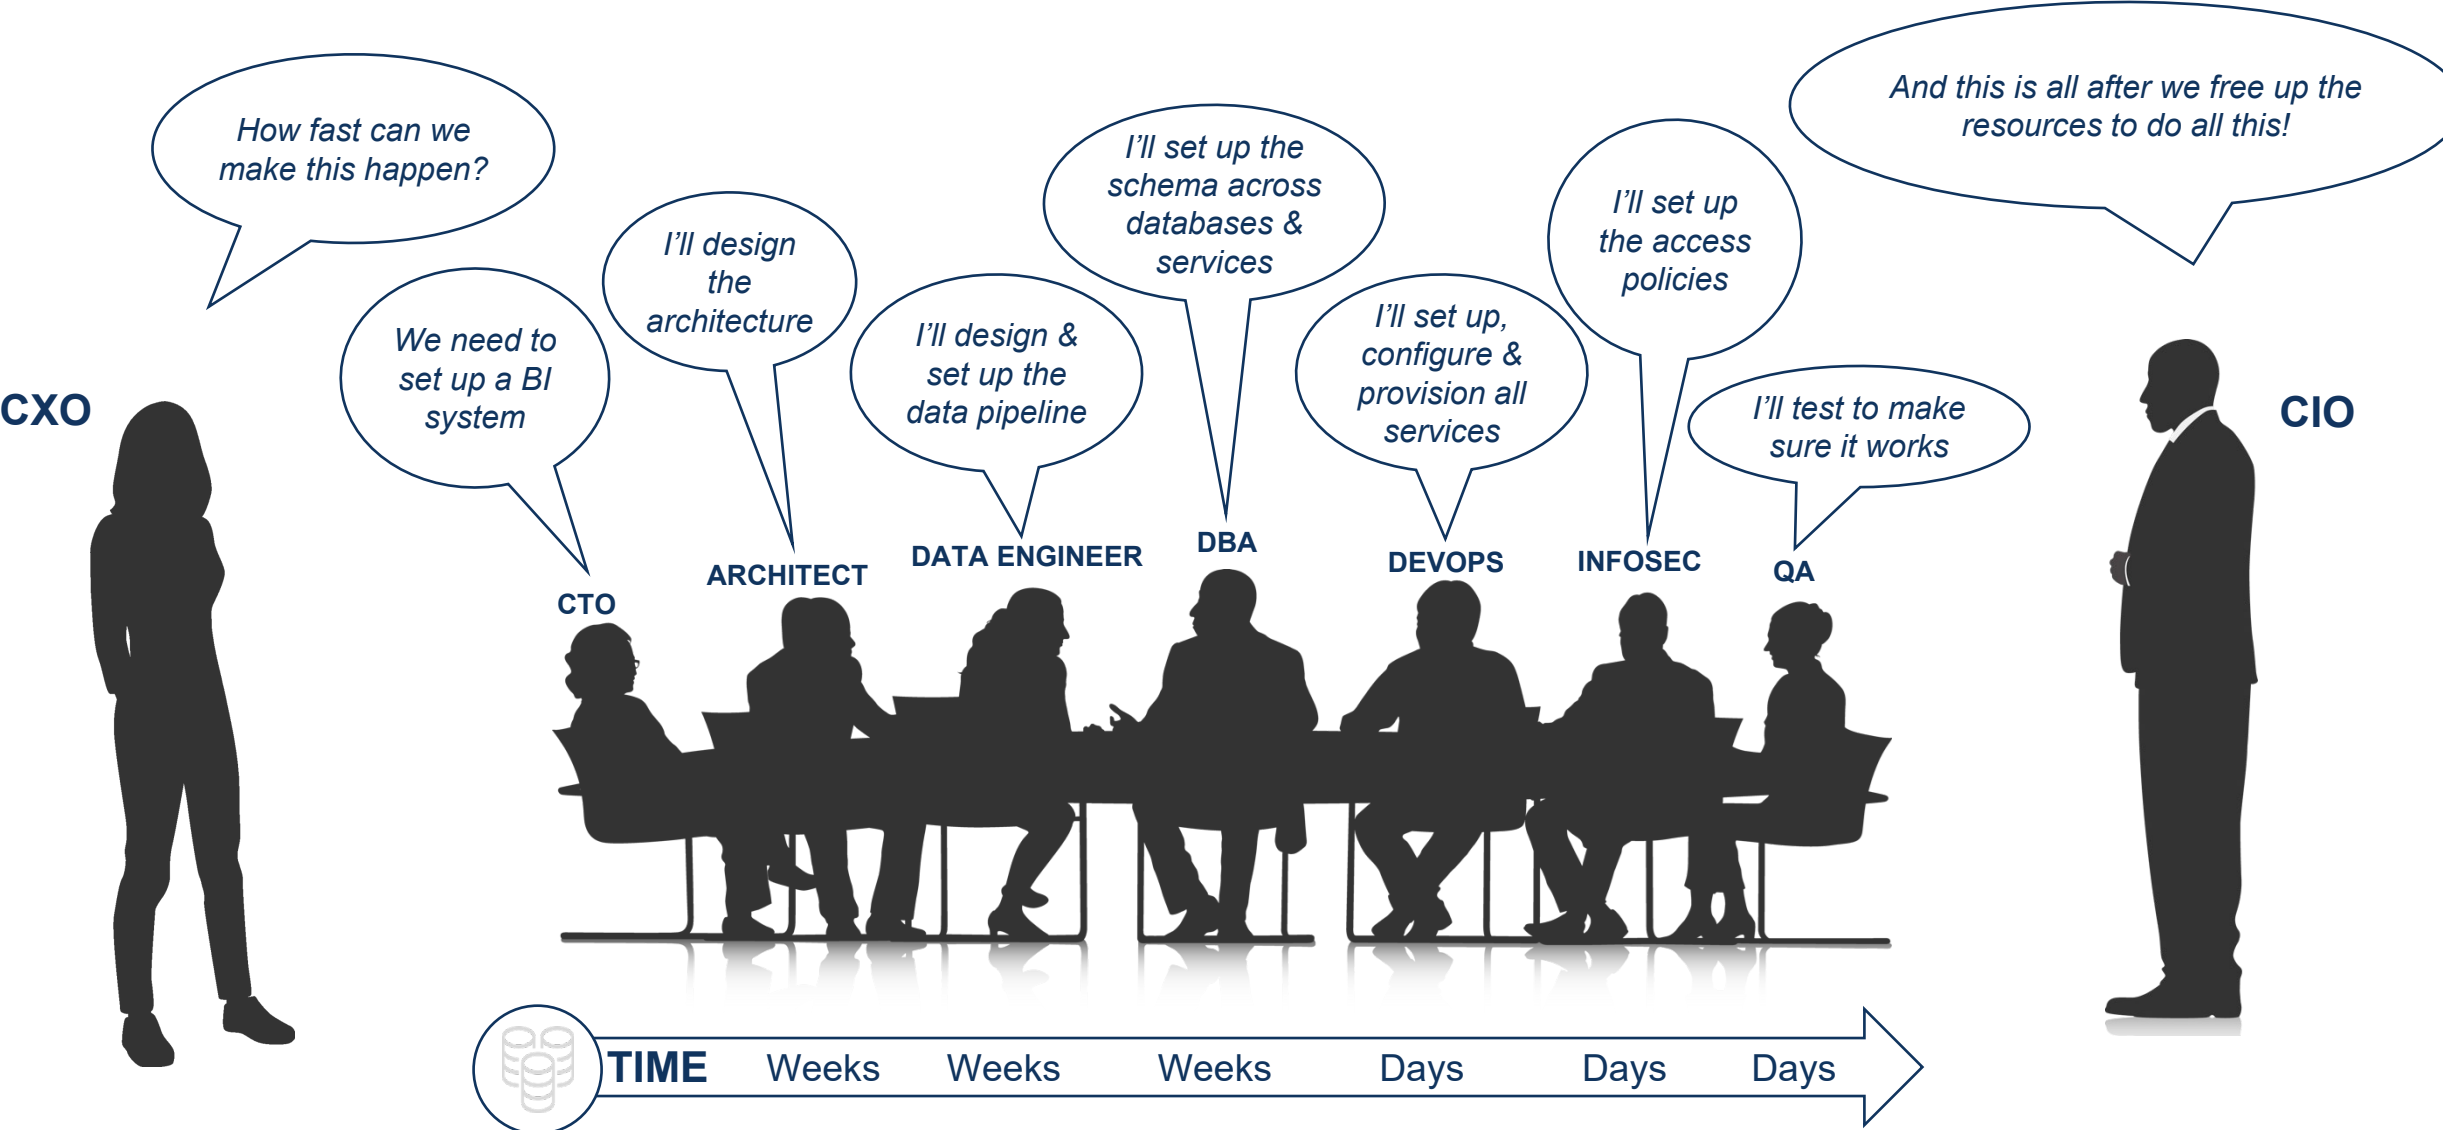 How fast can we
make this happen?
And this is all after we free up the
resources to do all this!
We need to
set up a BI
system
I’ll design
the
architecture
I’ll design &
set up the
data pipeline
I’ll set up the
schema across
databases &
services
I’ll set up,
configure &
provision all
services
I’ll set up
the access
policies
I’ll test to make
sure it works
CXO
CTO
ARCHITECT
DATA ENGINEER
DBA
DEVOPS
INFOSEC
QA
CIO
TIME Weeks Weeks Weeks Days Days Days